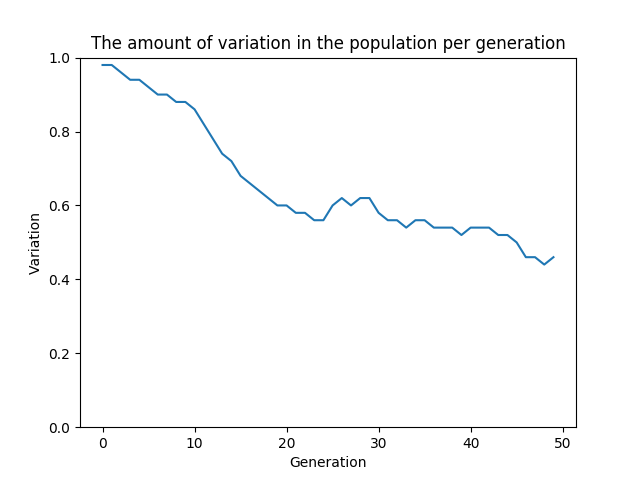 The amount of variation in the population per generation
1.0
0.8
0.6
0.4
0.2
0.0
Variation
0 10 20 30 40 50
Generation